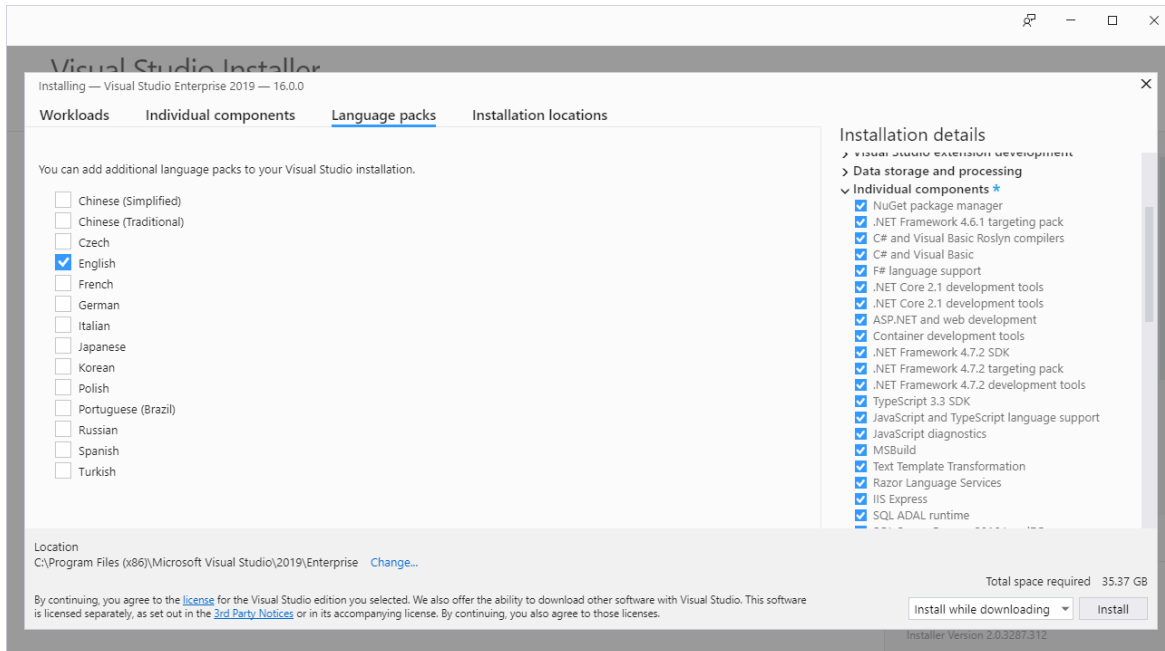 Visual Studio Installer
Installing — Visual Studio Enterprise 2019 — 16.0.0
Workloads Individual components Language packs Installation locations
You can add additional language packs to your Visual Studio installation.
Chinese (Simplified)
Chinese (Traditional)
Czech
English
French
German
Italian
Japanese
Korean
Polish
Portuguese (Brazil)
Russian
Spanish
Turkish
Installation details
Visual Studio extension development
Data storage and processing
Individual components *
NuGet package manager
.NET Framework 4.6.1 targeting pack
C# and Visual Basic Roslyn compilers
C# and Visual Basic
F# language support
.NET Core 2.1 development tools
.NET Core 2.1 development tools
ASP.NET and web development
Container development tools
.NET Framework 4.7.2 SDK
.NET Framework 4.7.2 targeting pack
.NET Framework 4.7.2 development tools
TypeScript 3.3 SDK
JavaScript and TypeScript language support
JavaScript diagnostics
MSBuild
Text Template Transformation
Razor Language Services
IIS Express
SQL ADAL runtime
Location
C:\Program Files (x86)\Microsoft Visual Studio\2019\Enterprise Change...
By continuing, you agree to the license for the Visual Studio edition you selected. We also offer the ability to download other software with Visual Studio. This software
is licensed separately, as set out in the 3rd Party Notices or in its accompanying license. By continuing, you also agree to those licenses.
Total space required 35.37 GB
Install while downloading Install
Installer Version 2.0.3287.312